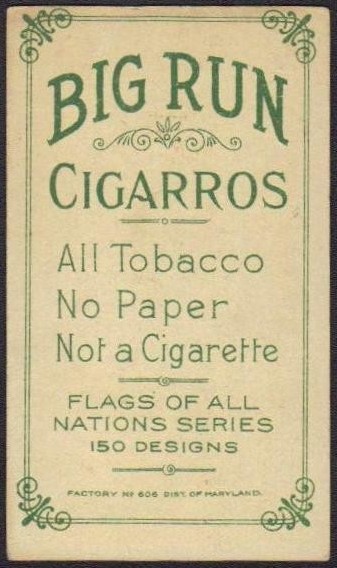 BIG RUN
CIGARROS
All Tobacco
No Paper
Not a Cigarette
FLAGS OF ALL
NATIONS SERIES
150 DESIGNS
FACTORY Nº 606 DIST. OF MARYLAND.